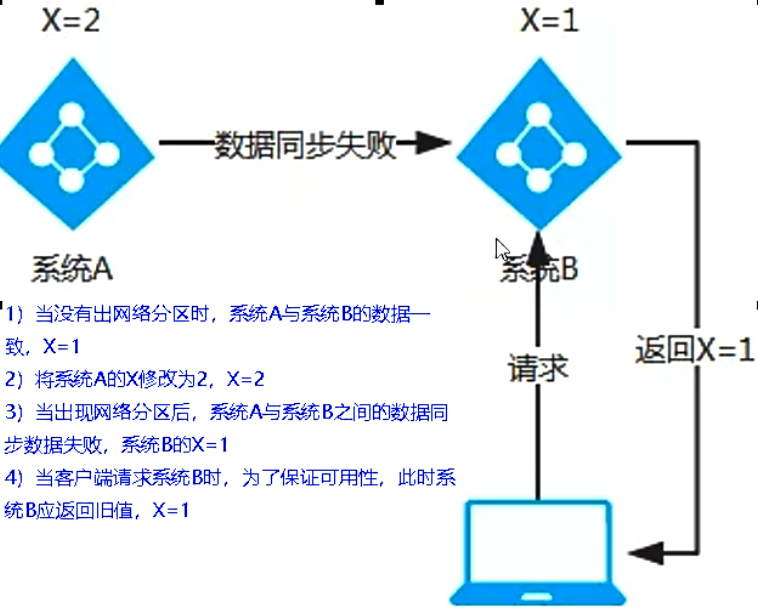 X=2
X=1
数据同步失败
系统A
系统B
1）当没有出网络分区时，系统A与系统B的数据一
致，X=1
2）将系统A的X修改为2，X=2
3）当出现网络分区后，系统A与系统B之间的数据同
步数据失败，系统B的X=1
4）当客户端请求系统B时，为了保证可用性，此时系
统B应返回旧值，X=1
请求
返回X=1